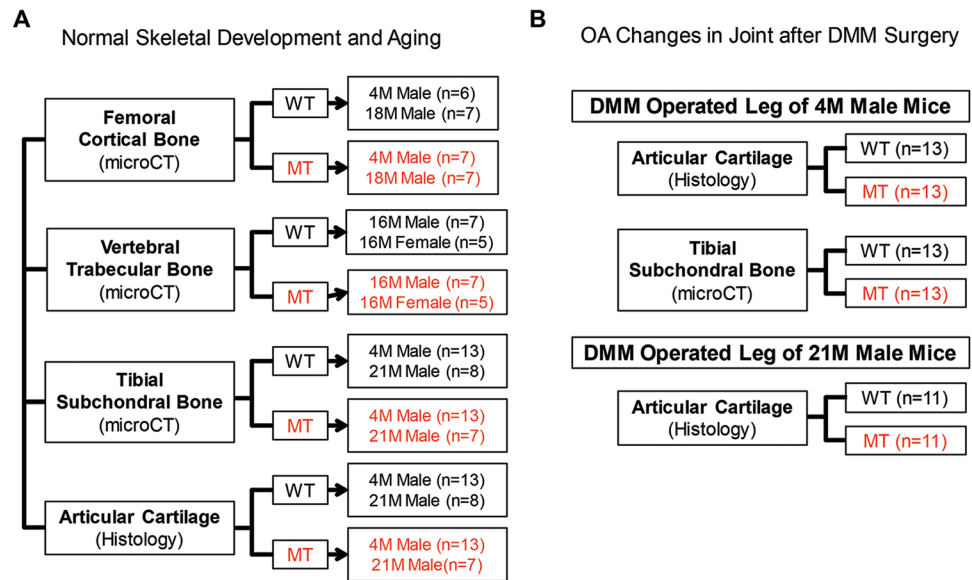 A
Normal Skeletal Development and Aging
Femoral
Cortical Bone
(microCT)
WT
4M Male (n=6)
18M Male (n=7)
MT
4M Male (n=7)
18M Male (n=7)
Vertebral
Trabecular Bone
(microCT)
WT
16M Male (n=7)
16M Female (n=5)
MT
16M Male (n=7)
16M Female (n=5)
Tibial
Subchondral Bone
(microCT)
WT
4M Male (n=13)
21M Male (n=8)
MT
4M Male (n=13)
21M Male (n=7)
Articular Cartilage
(Histology)
WT
4M Male (n=13)
21M Male (n=8)
MT
4M Male (n=13)
21M Male(n=7)
B
OA Changes in Joint after DMM Surgery
DMM Operated Leg of 4M Male Mice
Articular Cartilage
(Histology)
WT (n=13)
MT (n=13)
Tibial
Subchondral Bone
(microCT)
WT (n=13)
MT (n=13)
DMM Operated Leg of 21M Male Mice
Articular Cartilage
(Histology)
WT (n=11)
MT (n=11)